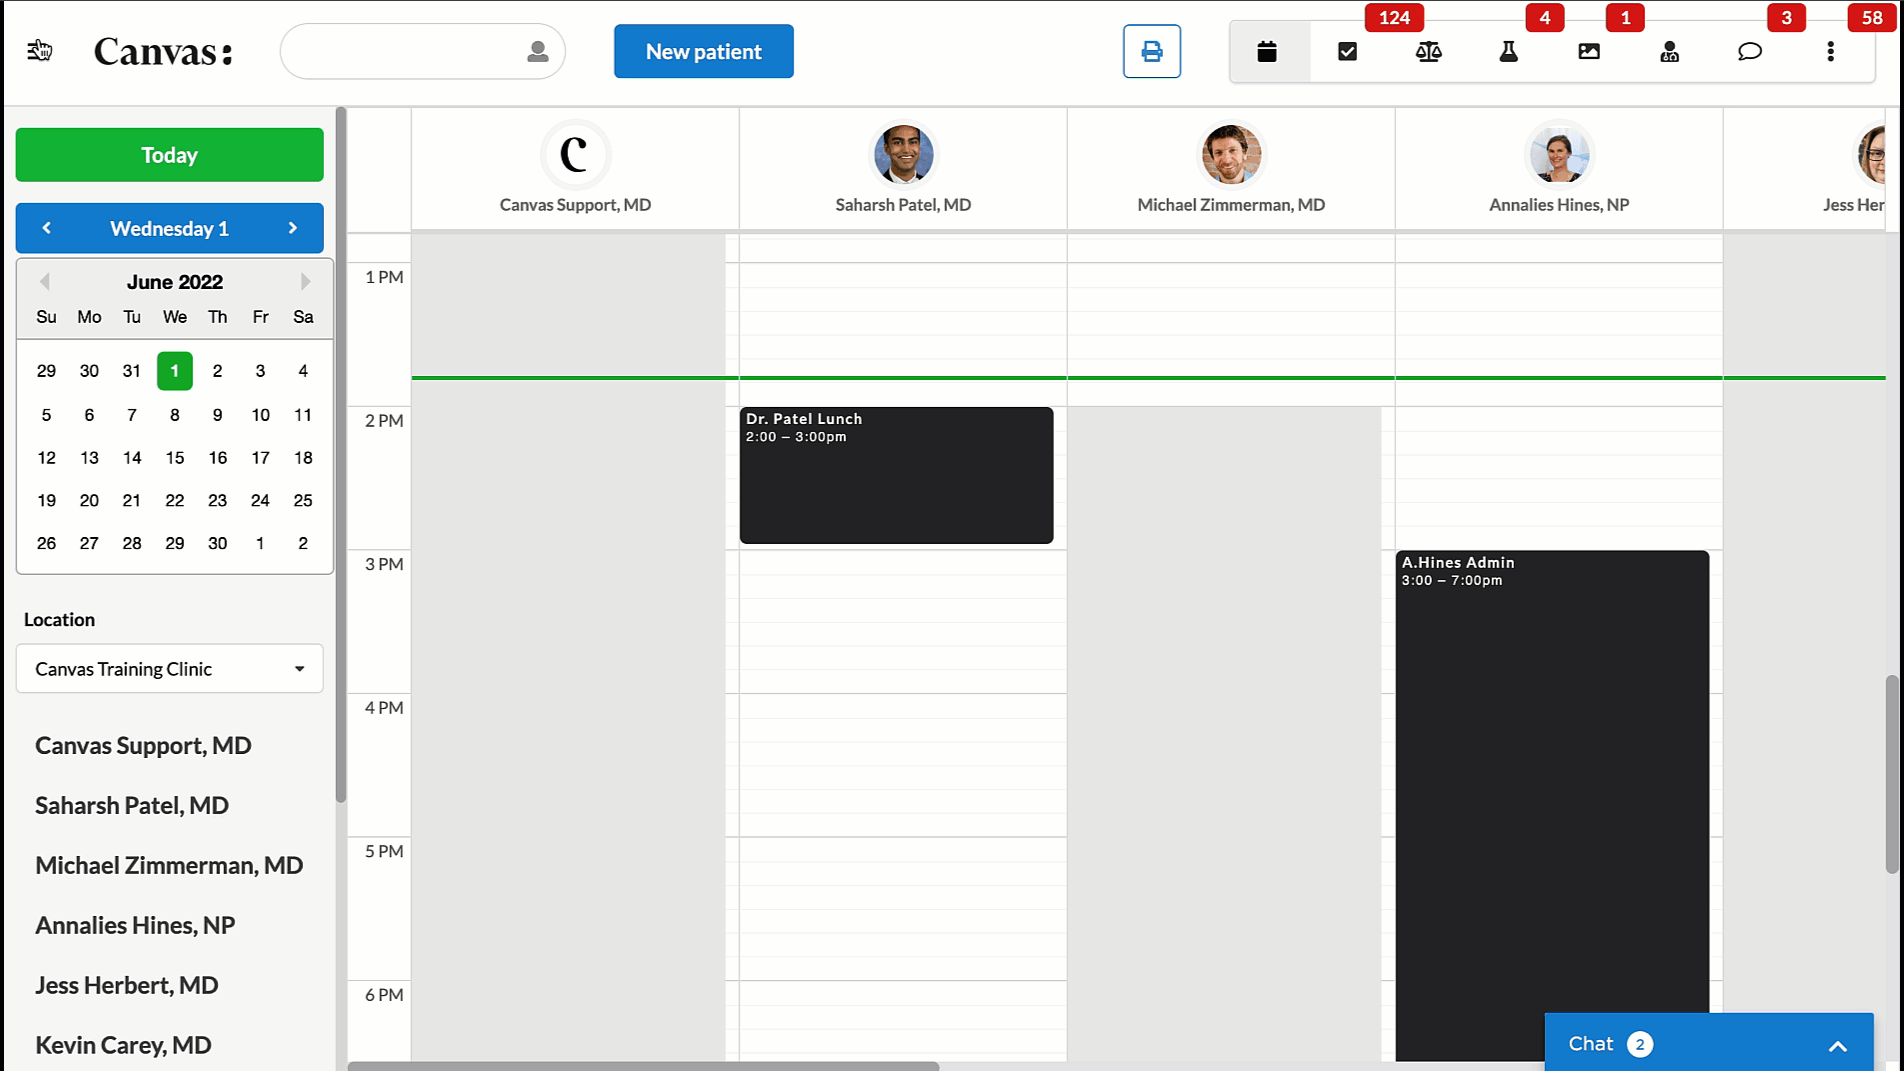 Canvas:
New patient
124
4
1
3
58
Today
Wednesday 1
June 2022
Su Mo Tu We Th Fr Sa
29 30 31 1 2 3 4
5 6 7 8 9 10 11
12 13 14 15 16 17 18
19 20 21 22 23 24 25
26 27 28 29 30 1 2
Location
Canvas Training Clinic
Canvas Support, MD
Saharsh Patel, MD
Michael Zimmerman, MD
Annalies Hines, NP
Jess Herbert, MD
Kevin Carey, MD
C
Canvas Support, MD
Saharsh Patel, MD
Michael Zimmerman, MD
Annalies Hines, NP
Jess Her
1 PM
2 PM
3 PM
4 PM
5 PM
6 PM
Dr. Patel Lunch
2:00 – 3:00pm
A.Hines Admin
3:00 – 7:00pm
Chat 2